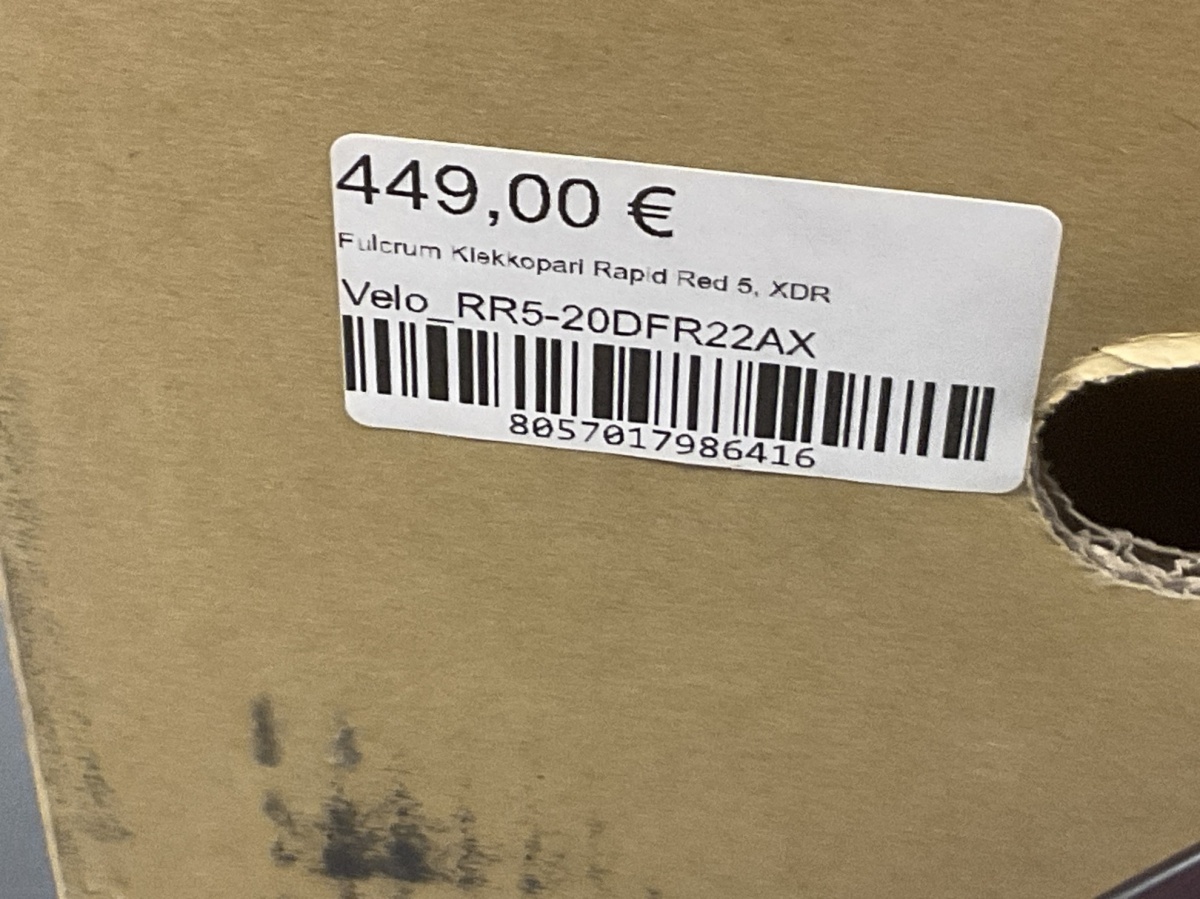 449,00 €
Fulcrum Kiekkopari Rapid Red 5, XDR
Velo_RR5-20DFR22AX
8057017986416